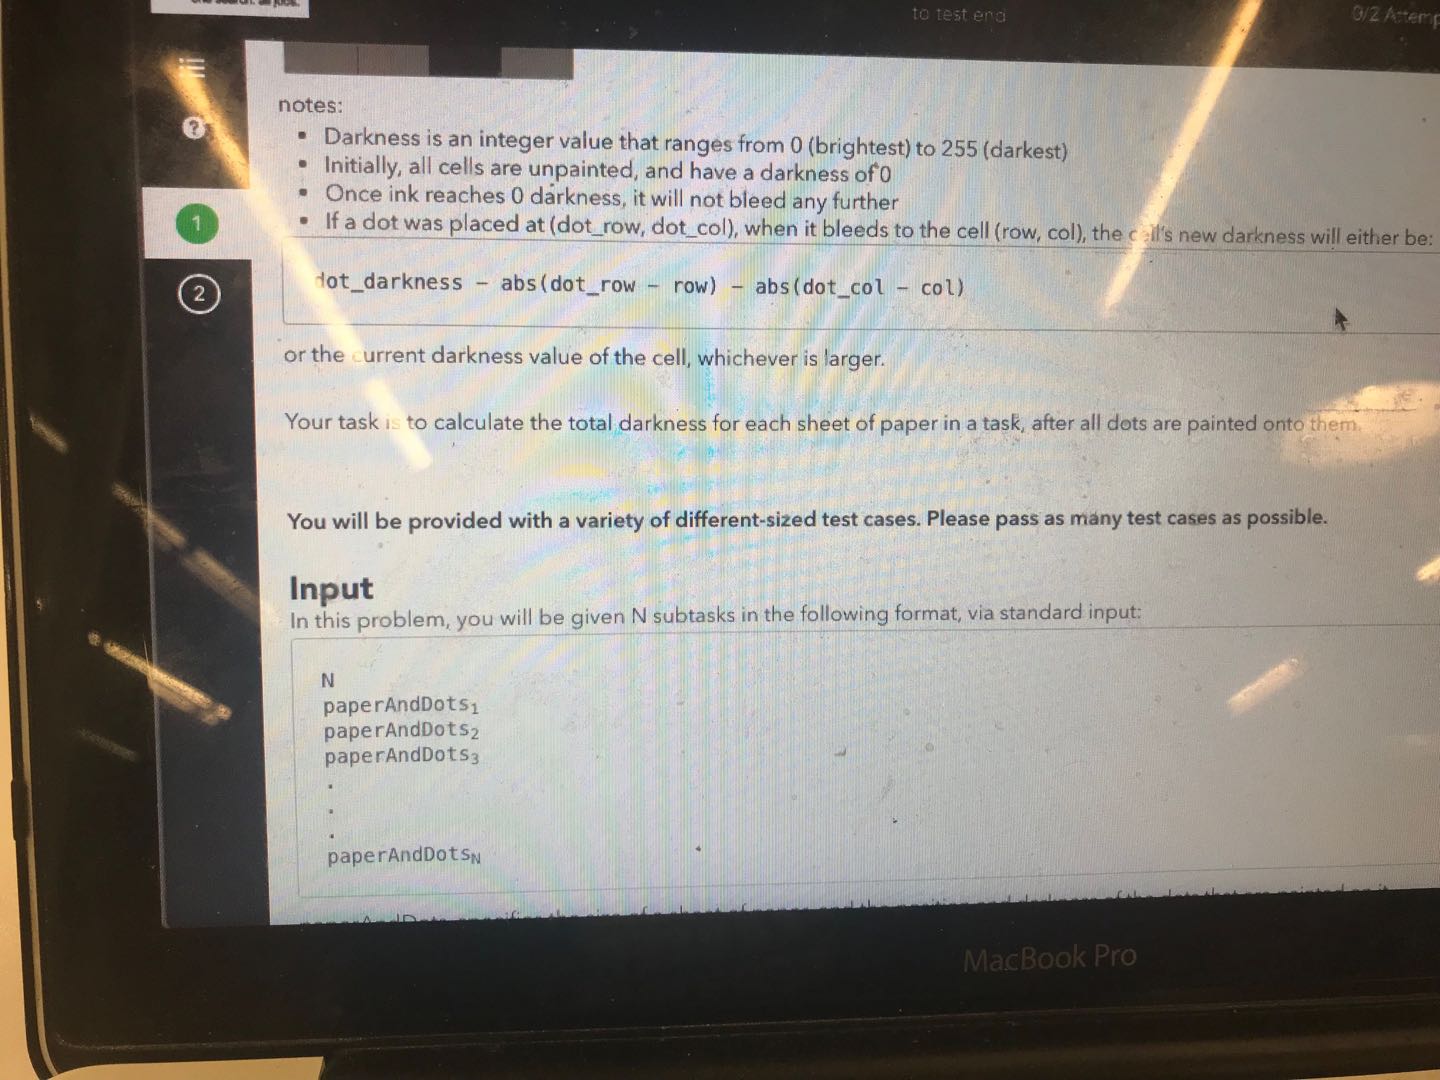 to test end
0/2 Attemp
notes:
Darkness is an integer value that ranges from 0 (brightest) to 255 (darkest)
Initially, all cells are unpainted, and have a darkness of 0
Once ink reaches 0 darkness, it will not bleed any further
If a dot was placed at (dot_row, dot_col), when it bleeds to the cell (row, col), the cell's new darkness will either be:
dot_darkness - abs(dot_row - row) - abs(dot_col - col)
or the current darkness value of the cell, whichever is larger.
Your task is to calculate the total darkness for each sheet of paper in a task, after all dots are painted onto them.
You will be provided with a variety of different-sized test cases. Please pass as many test cases as possible.
Input
In this problem, you will be given N subtasks in the following format, via standard input:
N
paperAndDots1
paperAndDots2
paperAndDots3
.
.
.
paperAndDotsN
1
2
?
MacBook Pro